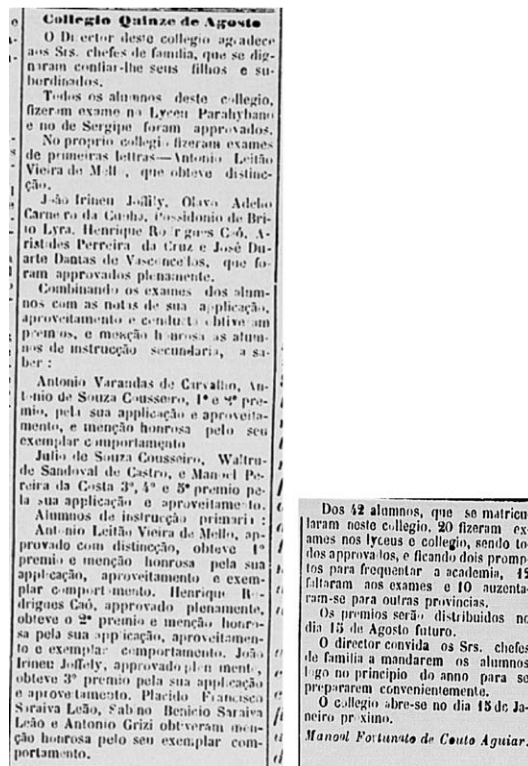 Collegio Quinze de Agosto
O Director deste collegio agradece
aos Srs. chefes de familia, que se dig-
naram confiar-lhe seus filhos e su-
bordinados.
Todos os alumnos deste collegio,
fizeram exame no Lyceu Parahybano
e no de Sergipe foram approvados.
No proprio collegio fizeram exames
de primeiras lettras—Antonio Leitão
Vieira de Mello, que obteve distinc-
ção.
João Irineu Joffily, Olavo Adelio
Carneiro da Cunha, Possidonio de Bri-
to Lyra, Henrique Rodrigues Caó, A-
ristides Perreira da Cruz e José Du-
arte Dantas de Vasconcelos, que fo-
ram approvados plenamente.
Combinando os exames dos alum-
nos com as notas de sua applicação,
aproveitamento e conducta obtiveram
premios, e menção honrosa as alum-
nos de instrucção secundaria, a sa-
ber :
Antonio Varandas de Carvalho, An-
tonio de Souza Cousseiro, 1º e 2º pre-
mio, pela sua applicação e aproveita-
mento, e menção honrosa pelo seu
exemplar comportamento
Julio de Souza Cousseiro, Waltru-
de Sandoval de Castro, e Manoel Pe-
reira da Costa 3º, 4º e 5º premio pe-
la sua applicação e aproveitamento.
Alumnos de instrucção primaria :
Antonio Leitão Vieira de Mello, ap-
provado com distincção, obteve 1º
premio e menção honrosa pela sua
applicação, aproveitamento e exem-
plar comportamento. Henrique Ro-
drigues Caó, approvado plenamente,
obteve o 2º premio e menção honro-
sa pela sua applicação, aproveitamen-
to e exemplar comportamento. João
Irineu Joffely, approvado plenamente,
obteve 3º premio pela sua applicação
e aprovetamento. Placido Francisco
Saraiva Leão, Sabino Benicio Saraiva
Leão e Antonio Grizi obtveram men-
ção honrosa pelo seu exemplar com-
portamento.
Dos 42 alumnos, que se matricu-
laram neste collegio, 20 fizeram ex-
ames nos lyceus e collegio, sendo to-
dos approvados, e ficando dois promp-
tos para frequentar a academia, 12
faltaram aos exames e 10 auzenta-
ram-se para outras provincias.
Os premios serão distribuidos no
dia 15 de Agosto futuro.
O director convida os Srs. chefes
de familia a mandarem os alumnos
logo no principio do anno para se
prepararem convenientemente.
O collegio abre-se no dia 15 de Ja-
neiro proximo.
Manoel Fortunato de Couto Aguiar.